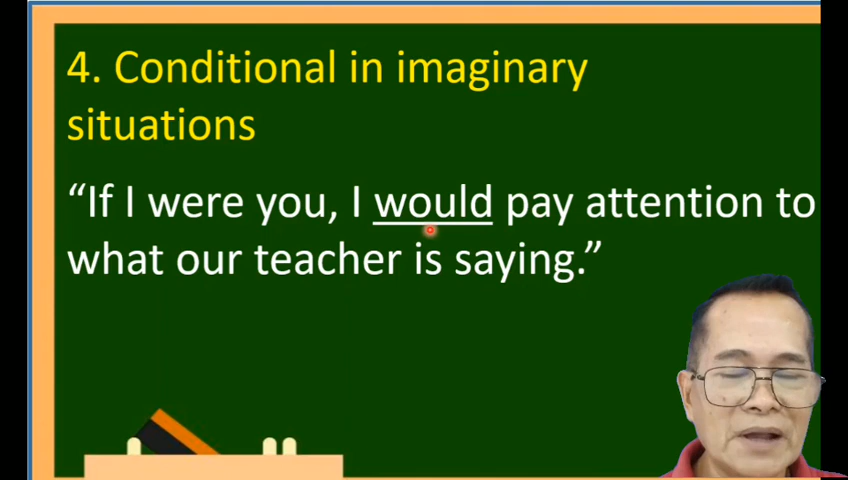 4. Conditional in imaginary
situations
“If I were you, I would pay attention to
what our teacher is saying.”